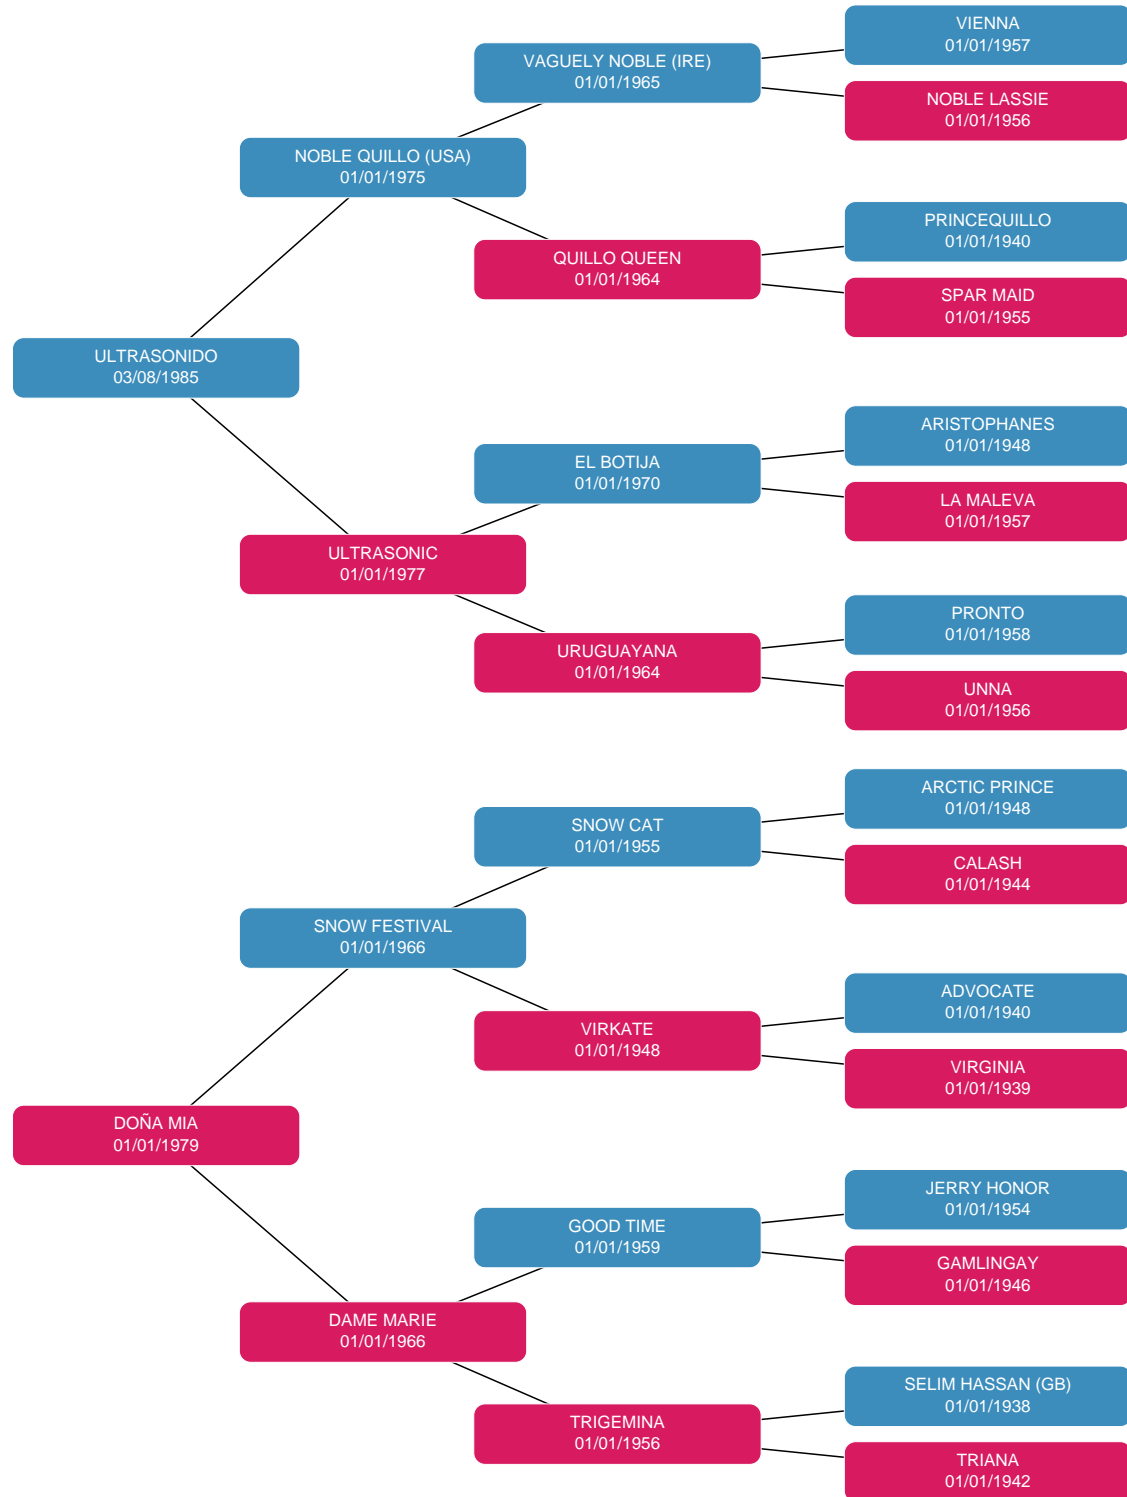 VIENNA
01/01/1957
VAGUELY NOBLE (IRE)
01/01/1965
NOBLE LASSIE
01/01/1956
NOBLE QUILLO (USA)
01/01/1975
PRINCEQUILLO
01/01/1940
QUILLO QUEEN
01/01/1964
SPAR MAID
01/01/1955
ULTRASONIDO
03/08/1985
ARISTOPHANES
01/01/1948
EL BOTIJA
01/01/1970
LA MALEVA
01/01/1957
ULTRASONIC
01/01/1977
PRONTO
01/01/1958
URUGUAYANA
01/01/1964
UNNA
01/01/1956
ARCTIC PRINCE
01/01/1948
SNOW CAT
01/01/1955
CALASH
01/01/1944
SNOW FESTIVAL
01/01/1966
ADVOCATE
01/01/1940
VIRKATE
01/01/1948
VIRGINIA
01/01/1939
DOÑA MIA
01/01/1979
JERRY HONOR
01/01/1954
GOOD TIME
01/01/1959
GAMLINGAY
01/01/1946
DAME MARIE
01/01/1966
SELIM HASSAN (GB)
01/01/1938
TRIGEMINA
01/01/1956
TRIANA
01/01/1942